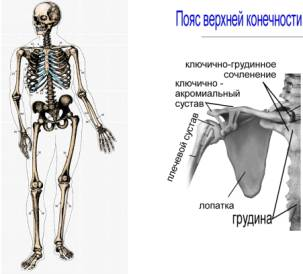 Пояс верхней конечности
ключично-грудинное
сочленение
ключично -
акромиальный
сустав
плечевой сустав
лопатка
грудина